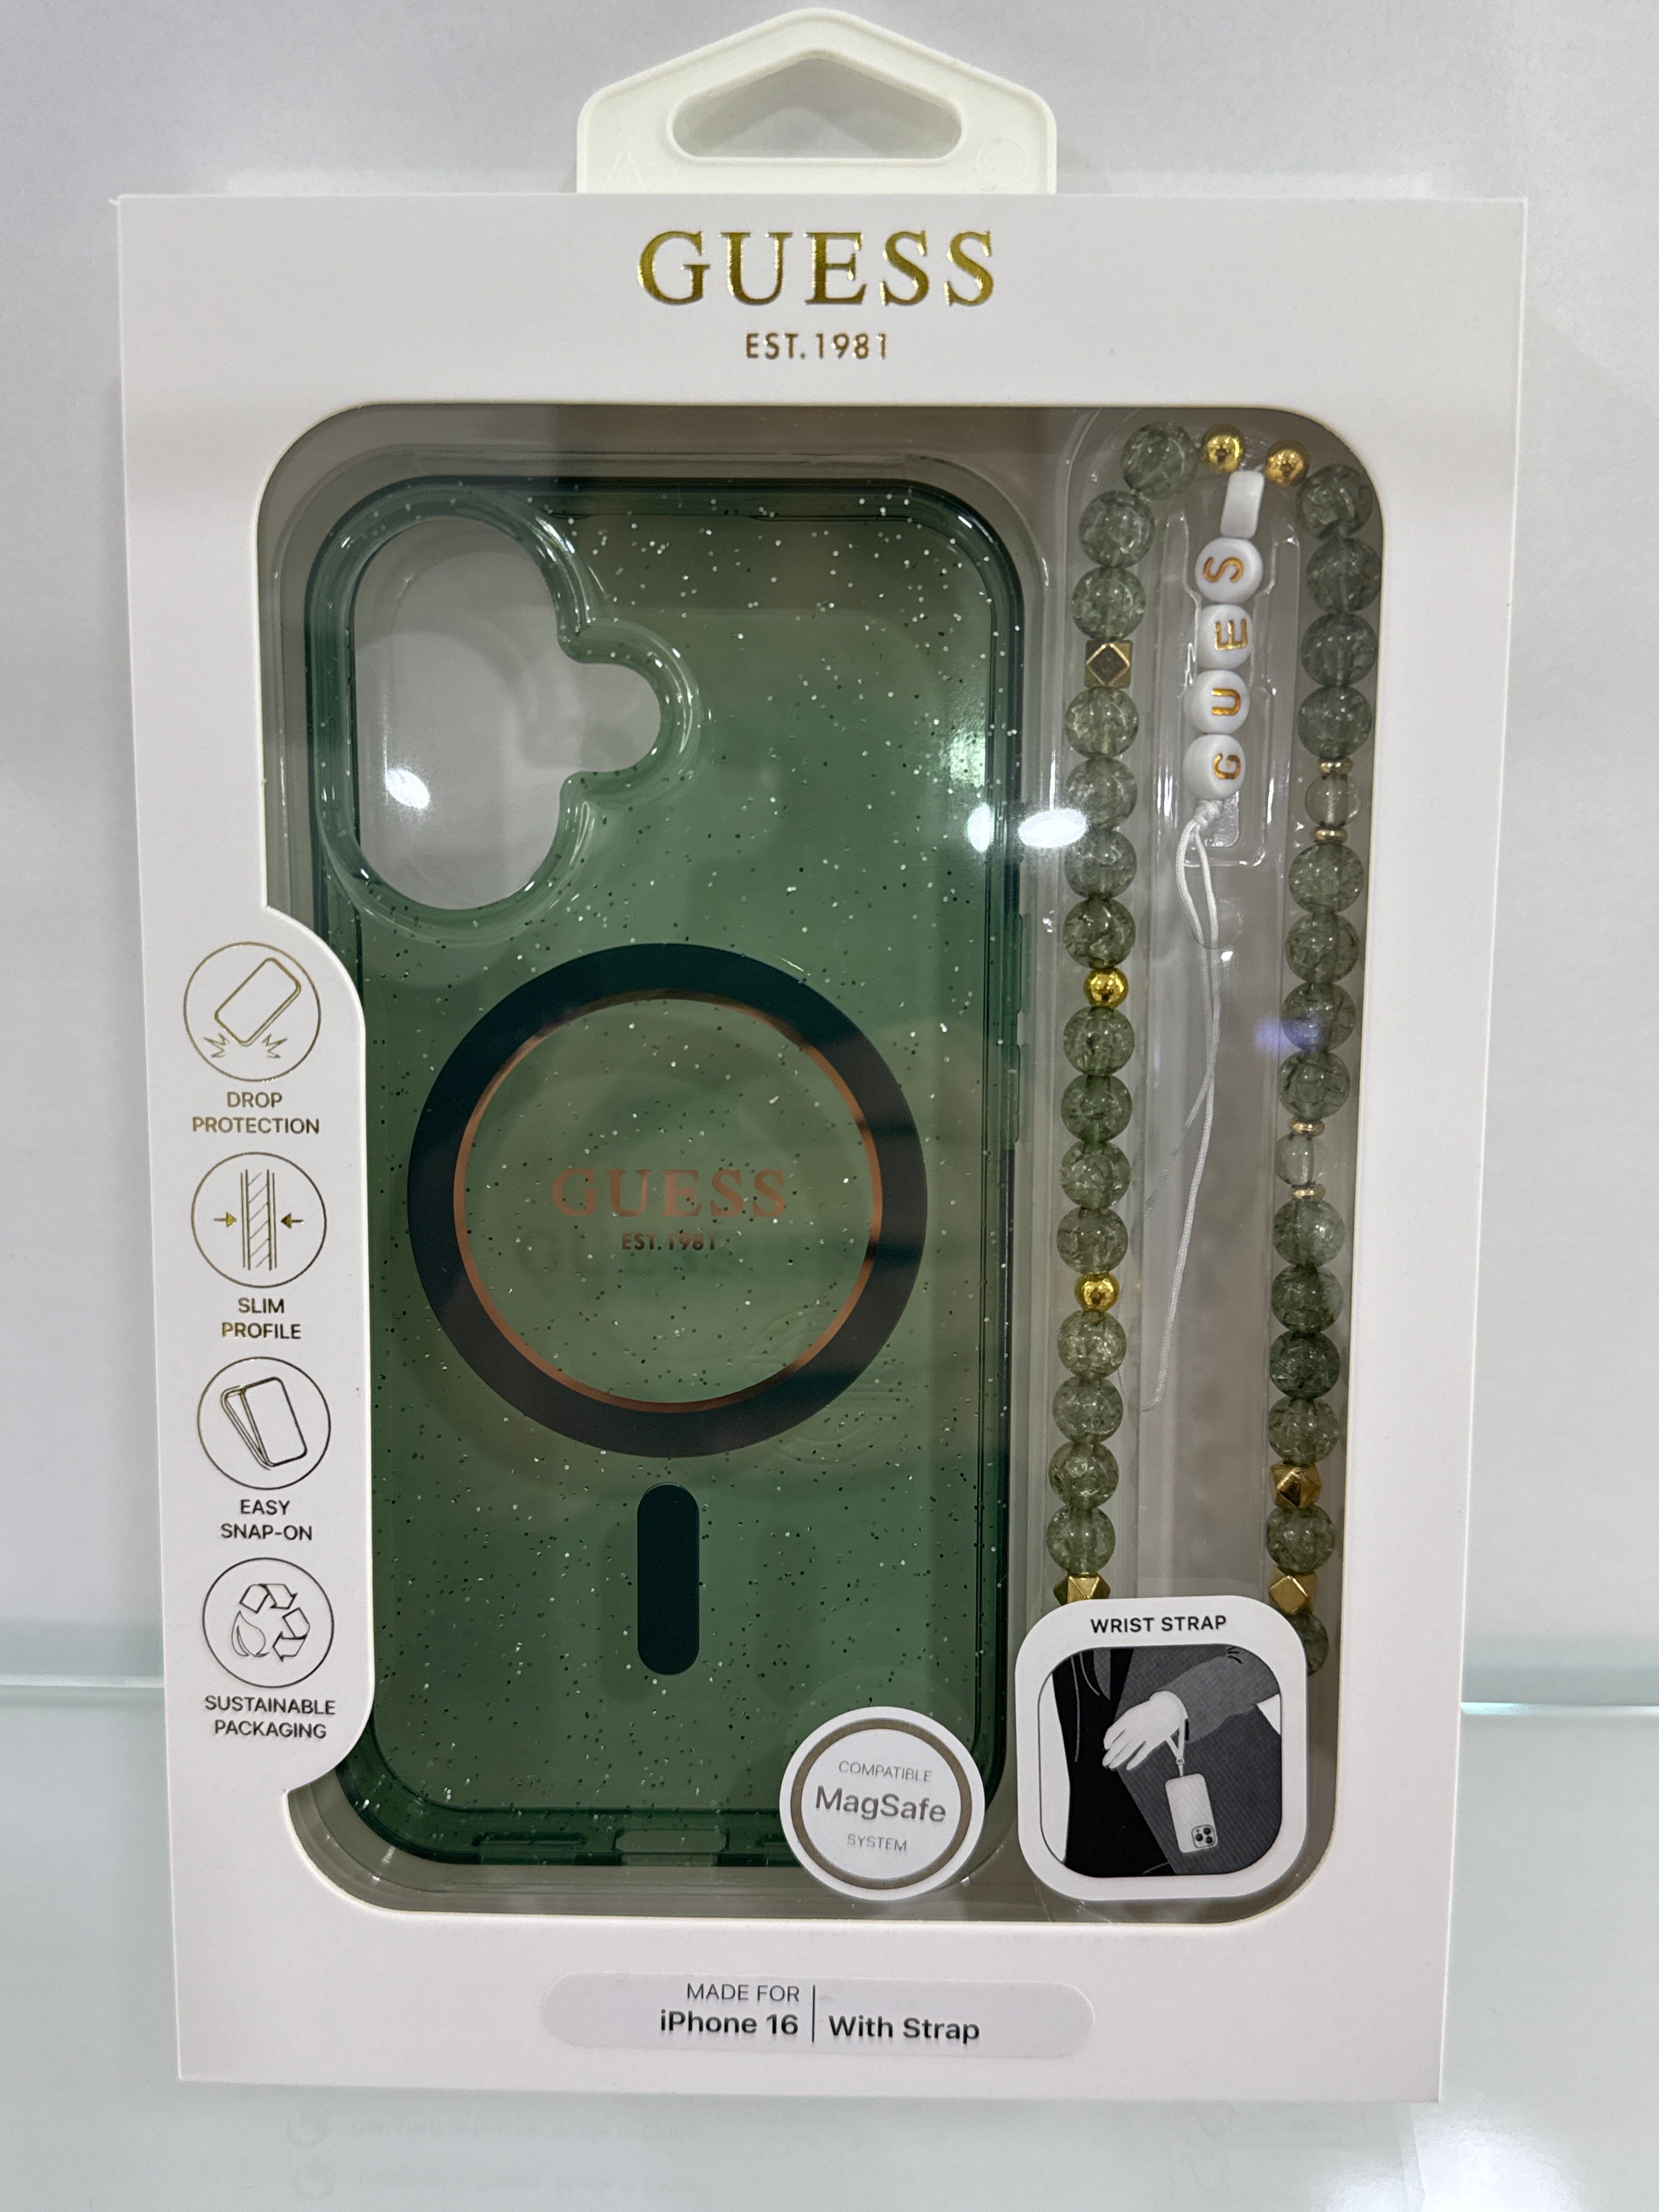 GUESS
EST. 1981
GUES
DROP
PROTECTION
SLIM
PROFILE
EASY
SNAP-ON
SUSTAINABLE
PACKAGING
GUESS
EST. 1981
COMPATIBLE
MagSafe
SYSTEM
WRIST STRAP
MADE FOR
iPhone 16
With Strap